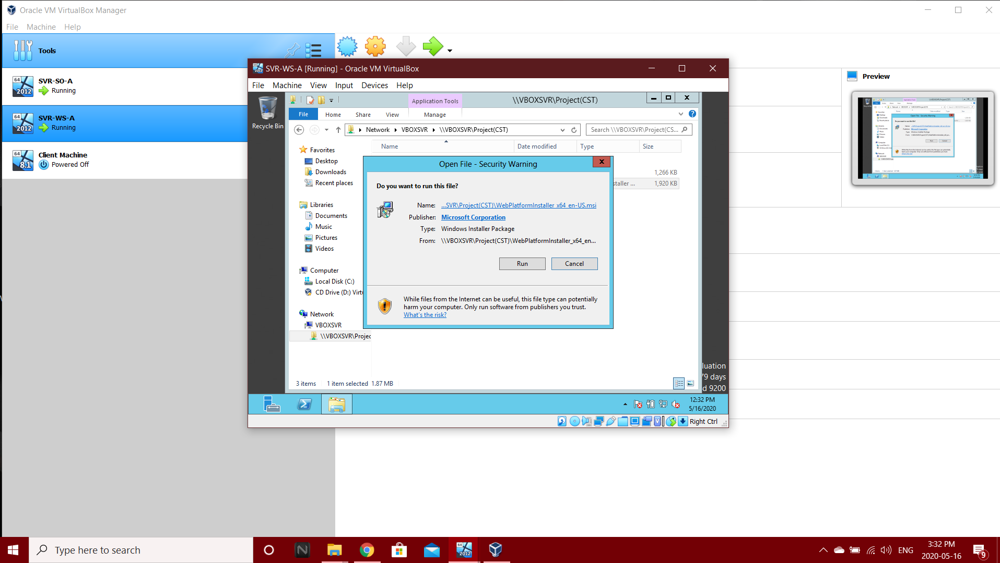 Oracle VM VirtualBox Manager
File Machine Help
Tools
SVR-SO-A
Running
SVR-WS-A
Running
Client Machine
Powered Off
64
2012
64
2012
64
8.1
Preview
SVR-WS-A [Running] - Oracle VM VirtualBox
File Machine View Input Devices Help
Recycle Bin
Application Tools
\\VBOXSVR\Project(CST)
File Home Share View Manage
Network VBOXSVR \\VBOXSVR\Project(CST)
Search \\VBOXSVR\Project(CS...
Name Date modified Type Size
1,266 KB
staller ... 1,920 KB
Favorites
Desktop
Downloads
Recent places
Libraries
Documents
Music
Pictures
Videos
Computer
Local Disk (C:)
CD Drive (D:) Virtu
Network
VBOXSVR
\\VBOXSVR\Projec
Open File - Security Warning
Do you want to run this file?
Name: ...SVR\Project(CST)\WebPlatformInstaller_x64_en-US.msi
Publisher: Microsoft Corporation
Type: Windows Installer Package
From: \\VBOXSVR\Project(CST)\WebPlatformInstaller_x64_en...
Run Cancel
While files from the Internet can be useful, this file type can potentially
harm your computer. Only run software from publishers you trust.
What's the risk?
3 items 1 item selected 1.87 MB
luation
79 days
d 9200
12:32 PM
5/16/2020
Right Ctrl
Type here to search
64
2012
ENG
3:32 PM
2020-05-16
9